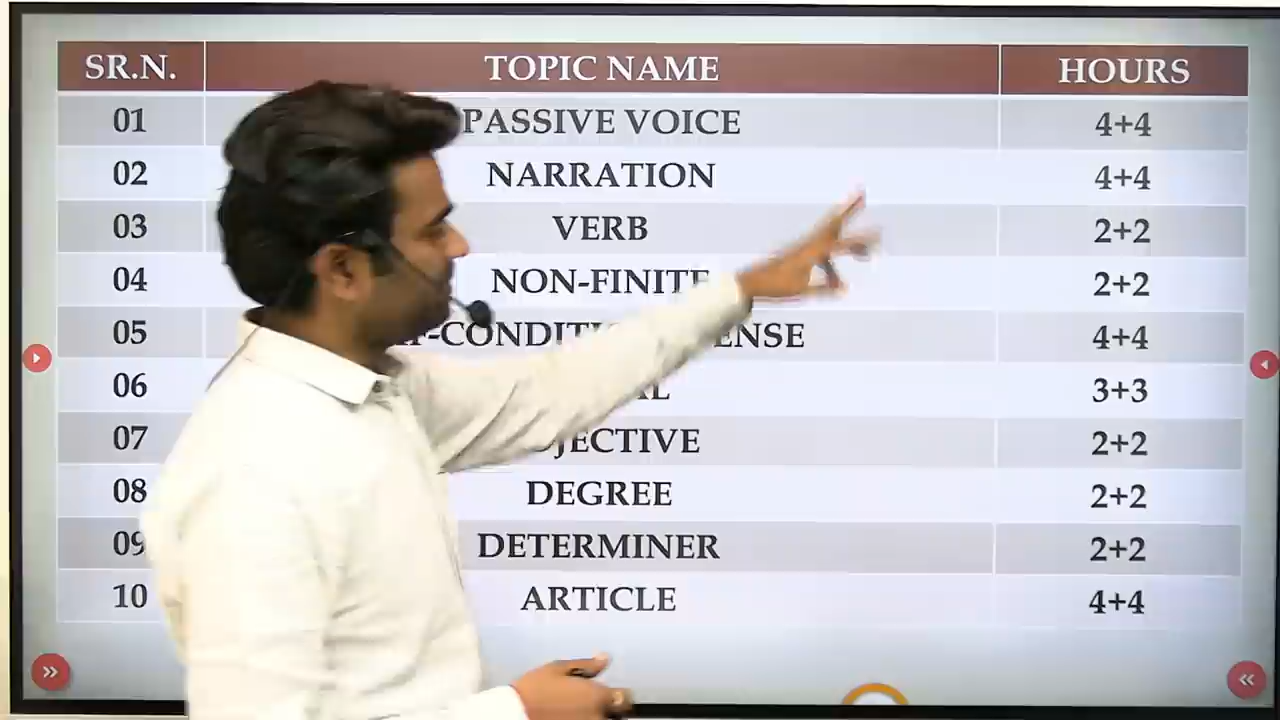 SR.N. TOPIC NAME HOURS
01 PASSIVE VOICE 4+4
02 NARRATION 4+4
03 VERB 2+2
04 NON-FINITE 2+2
05 4+4
06 3+3
07 2+2
08 DEGREE 2+2
09 DETERMINER 2+2
10 ARTICLE 4+4